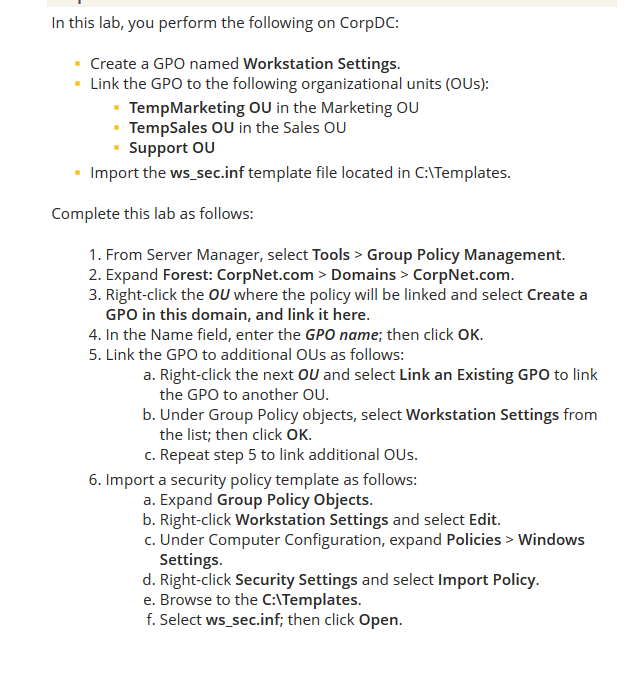 In this lab, you perform the following on CorpDC:
Create a GPO named Workstation Settings.
Link the GPO to the following organizational units (OUs):
TempMarketing OU in the Marketing OU
TempSales OU in the Sales OU
Support OU
Import the ws_sec.inf template file located in C:\Templates.
Complete this lab as follows:
1. From Server Manager, select Tools > Group Policy Management.
2. Expand Forest: CorpNet.com > Domains > CorpNet.com.
3. Right-click the OU where the policy will be linked and select Create a
GPO in this domain, and link it here.
4. In the Name field, enter the GPO name; then click OK.
5. Link the GPO to additional OUs as follows:
a. Right-click the next OU and select Link an Existing GPO to link
the GPO to another OU.
b. Under Group Policy objects, select Workstation Settings from
the list; then click OK.
c. Repeat step 5 to link additional OUs.
6. Import a security policy template as follows:
a. Expand Group Policy Objects.
b. Right-click Workstation Settings and select Edit.
c. Under Computer Configuration, expand Policies > Windows
Settings.
d. Right-click Security Settings and select Import Policy.
e. Browse to the C:\Templates.
f. Select ws_sec.inf; then click Open.